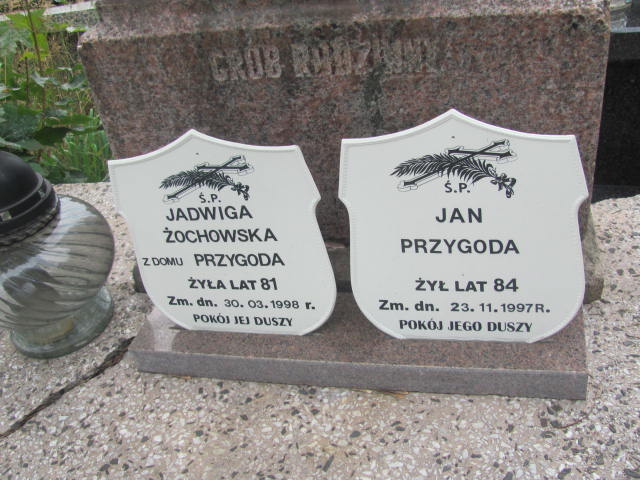 GRÓB RODZINNY
Ś.P.
JADWIGA
ŻOCHOWSKA
Z DOMU PRZYGODA
ŻYŁA LAT 81
Zm. dn. 30.03.1998 r.
POKÓJ JEJ DUSZY
Ś.P.
JAN
PRZYGODA
ŻYŁ LAT 84
Zm. dn. 23.11.1997R.
POKÓJ JEGO DUSZY